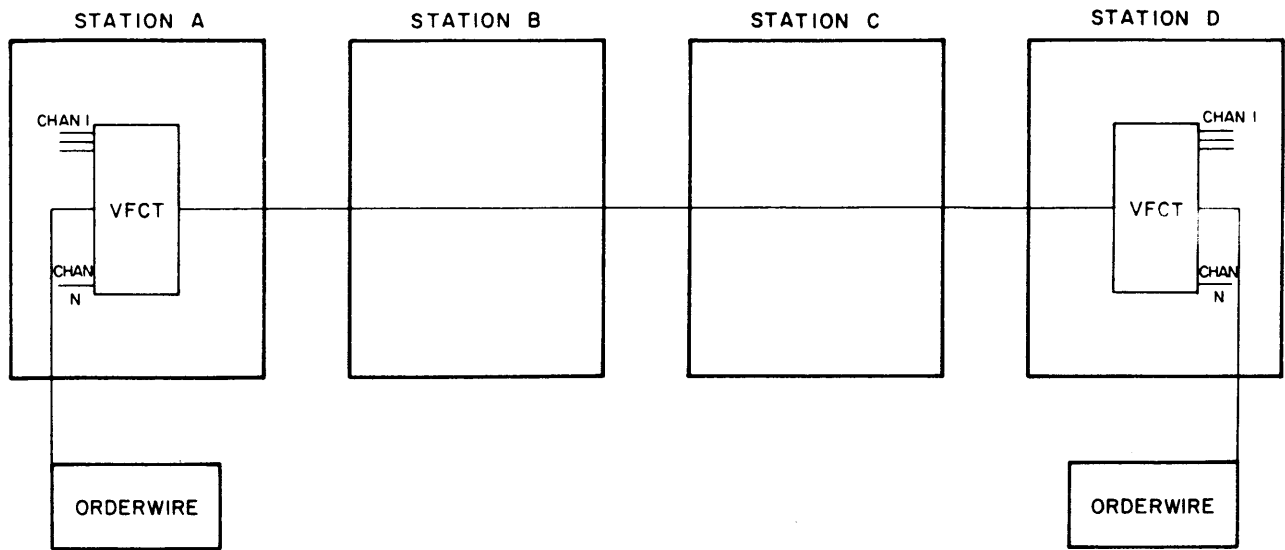 STATION A
STATION B
STATION C
STATION D
CHAN 1
VFCT
CHAN
N
CHAN 1
VFCT
CHAN
N
ORDERWIRE
ORDERWIRE